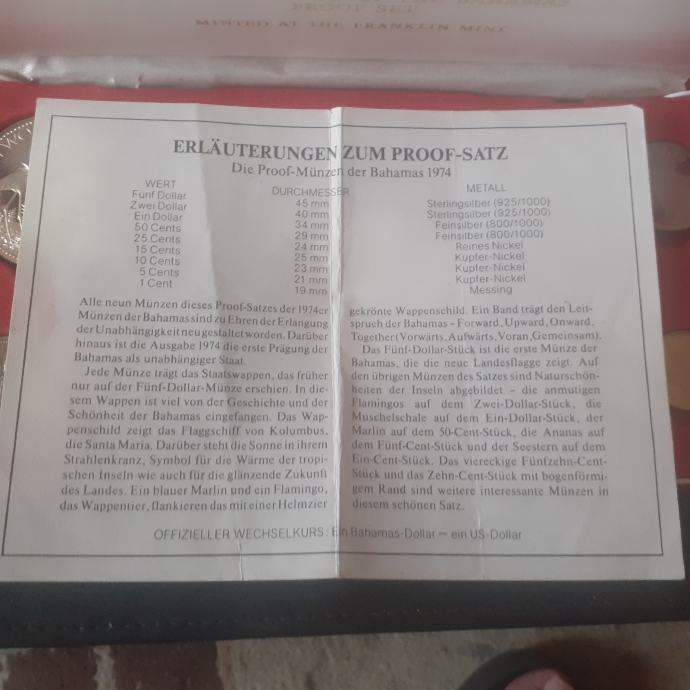 PROOF SET
MINTED AT THE FRANKLIN MINT
ERLÄUTERUNGEN ZUM PROOF-SATZ
Die Proof-Münzen der Bahamas 1974
WERT DURCHMESSER METALL
Fünf Dollar 45 mm Sterlingsilber (925/1000)
Zwei Dollar 40 mm Sterlingsilber (925/1000)
Ein Dollar 34 mm Feinsilber (800/1000)
50 Cents 29 mm Feinsilber (800/1000)
25 Cents 24 mm Reines Nickel
15 Cents 25 mm Kupfer-Nickel
10 Cents 23 mm Kupfer-Nickel
5 Cents 21 mm Kupfer-Nickel
1 Cent 19 mm Messing
Alle neun Münzen dieses Proof-Satzes der 1974er
Münzen der Bahamas sind zu Ehren der Erlangung
der Unabhängigkeit neu gestaltet worden. Darüber
hinaus ist die Ausgabe 1974 die erste Prägung der
Bahamas als unabhängiger Staat.
Jede Münze trägt das Staatswappen, das früher
nur auf der Fünf-Dollar-Münze erschien. In die-
sem Wappen ist viel von der Geschichte und der
Schönheit der Bahamas eingefangen. Das Wap-
penschild zeigt das Flaggschiff von Kolumbus,
die Santa Maria. Darüber steht die Sonne in ihrem
Strahlenkranz, Symbol für die Wärme der tropi-
schen Inseln wie auch für die glänzende Zukunft
des Landes. Ein blauer Marlin und ein Flamingo,
das Wappentier, flankieren das mit einer Helmzier
gekrönte Wappenschild. Ein Band trägt den Leit-
spruch der Bahamas – Forward, Upward, Onward,
Together (Vorwärts, Aufwärts, Voran, Gemeinsam).
Das Fünf-Dollar-Stück ist die erste Münze der
Bahamas, die die neue Landesflagge zeigt. Auf
den übrigen Münzen des Satzes sind Naturschön-
heiten der Inseln abgebildet – die anmutigen
Flamingos auf dem Zwei-Dollar-Stück, die
Muschelschale auf dem Ein-Dollar-Stück, der
Marlin auf dem 50-Cent-Stück, die Ananas auf
dem Fünf-Cent-Stück und der Seestern auf dem
Ein-Cent-Stück. Das viereckige Fünfzehn-Cent-
Stück und das Zehn-Cent-Stück mit bogenförmi-
gem Rand sind weitere interessante Münzen in
diesem schönen Satz.
OFFIZIELLER WECHSELKURS: Ein Bahamas-Dollar = ein US-Dollar